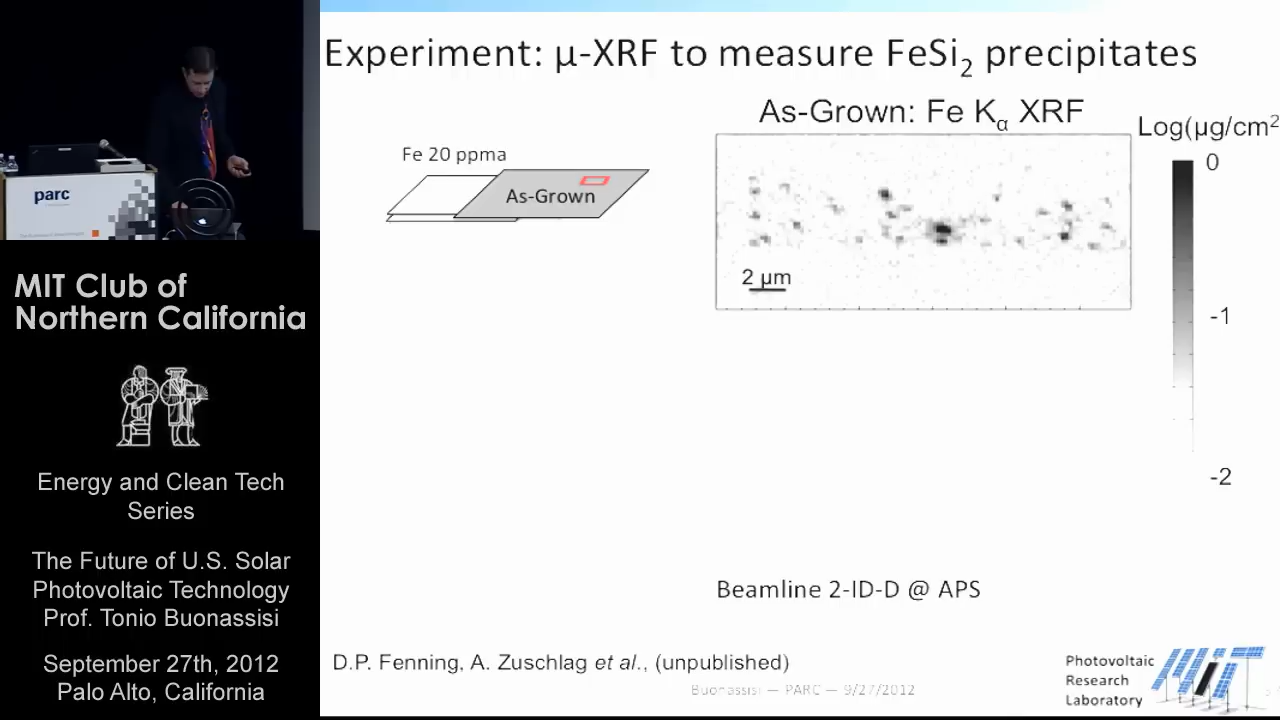 parc
MIT Club of
Northern California
Energy and Clean Tech
Series
The Future of U.S. Solar
Photovoltaic Technology
Prof. Tonio Buonassisi
September 27th, 2012
Palo Alto, California
Experiment: μ-XRF to measure FeSi₂ precipitates
Fe 20 ppma
As-Grown
As-Grown: Fe Kα XRF
2 μm
Log(μg/cm²
0
-1
-2
Beamline 2-ID-D @ APS
D.P. Fenning, A. Zuschlag et al., (unpublished)
Buonassisi — PARC — 9/27/2012
Photovoltaic
Research
Laboratory
MIT